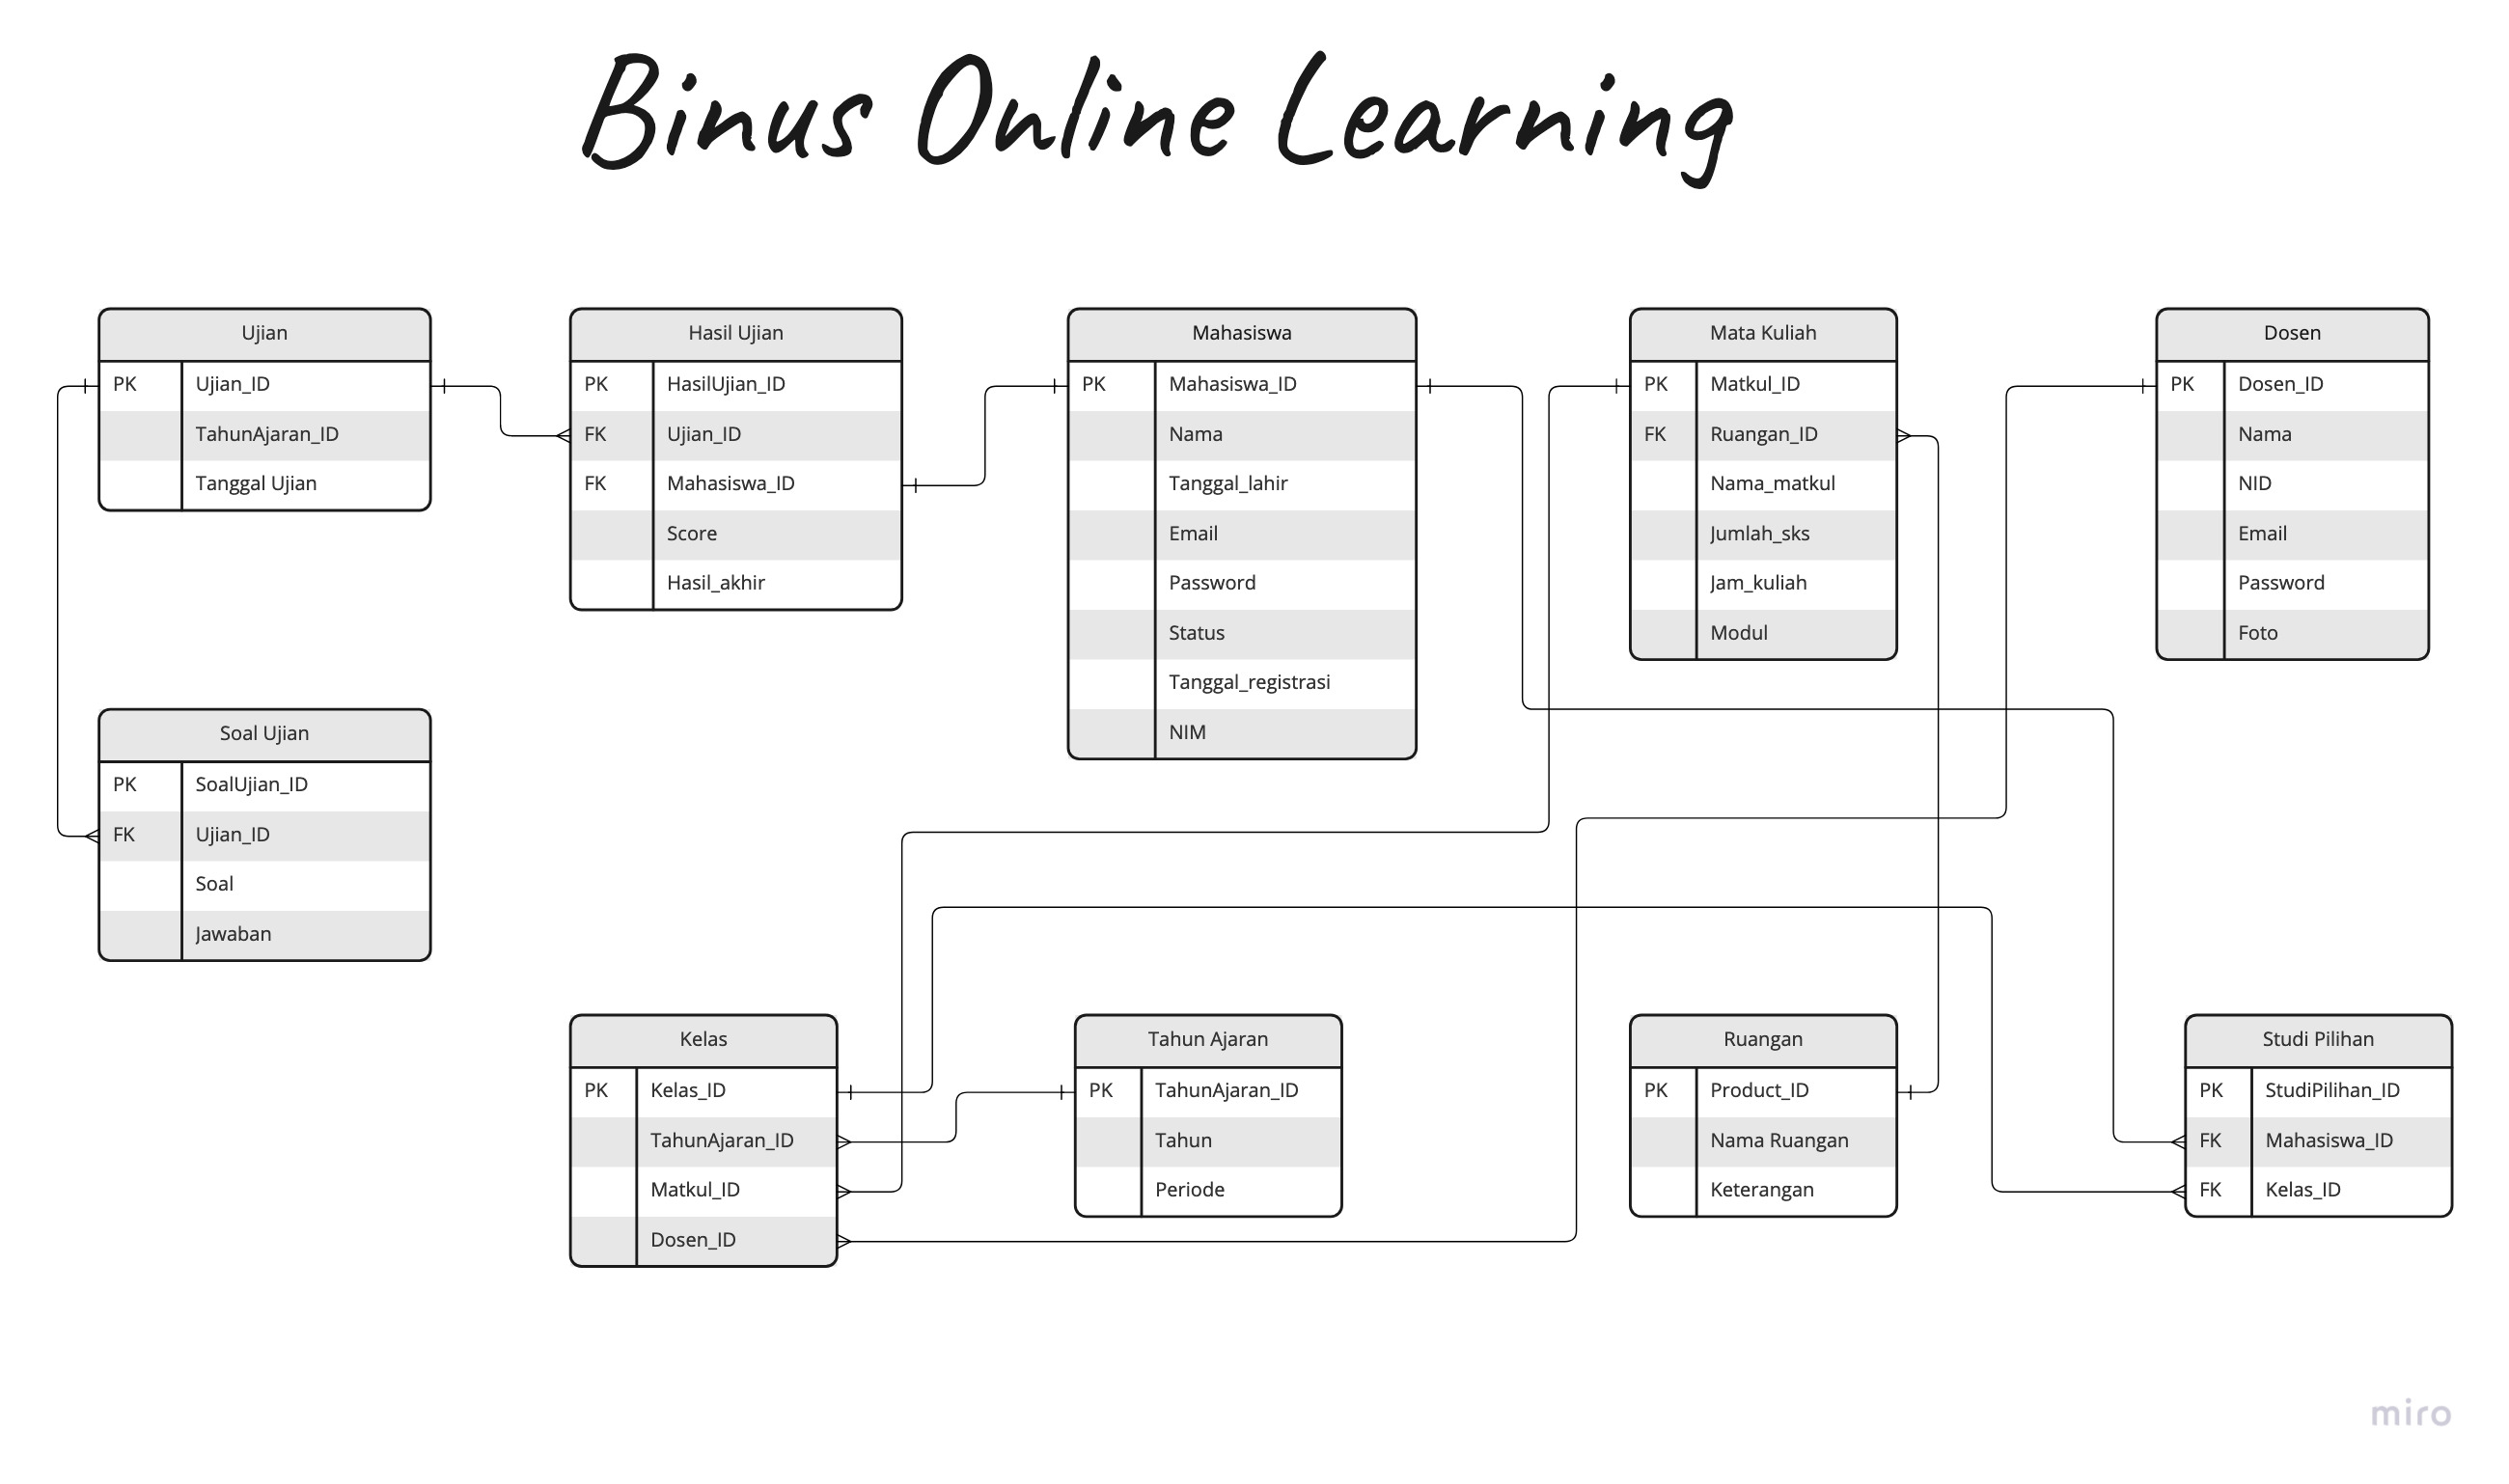 Binus Online Learning
Ujian
PK Ujian_ID
TahunAjaran_ID
Tanggal Ujian
Hasil Ujian
PK HasilUjian_ID
FK Ujian_ID
FK Mahasiswa_ID
Score
Hasil_akhir
Mahasiswa
PK Mahasiswa_ID
Nama
Tanggal_lahir
Email
Password
Status
Tanggal_registrasi
NIM
Mata Kuliah
PK Matkul_ID
FK Ruangan_ID
Nama_matkul
Jumlah_sks
Jam_kuliah
Modul
Dosen
PK Dosen_ID
Nama
NID
Email
Password
Foto
Soal Ujian
PK SoalUjian_ID
FK Ujian_ID
Soal
Jawaban
Kelas
PK Kelas_ID
TahunAjaran_ID
Matkul_ID
Dosen_ID
Tahun Ajaran
PK TahunAjaran_ID
Tahun
Periode
Ruangan
PK Product_ID
Nama Ruangan
Keterangan
Studi Pilihan
PK StudiPilihan_ID
FK Mahasiswa_ID
FK Kelas_ID
miro